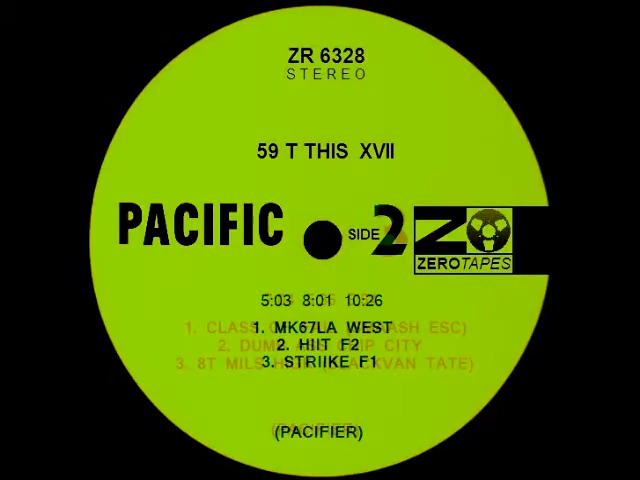 ZR 6328
STEREO
59 T THIS XVII
PACIFIC
SIDE 2
ZEROTAPES
5:03 8:01 10:26
1. MK67LA WEST
2. HIIT F2
3. STRIIKE F1
(PACIFIER)